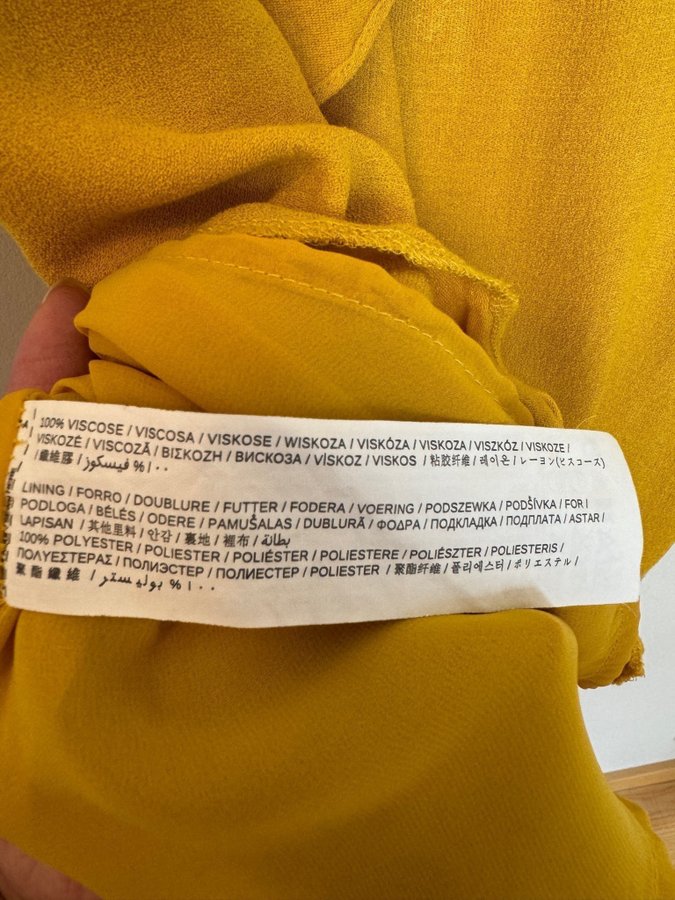 100% VISCOSE / VISCOSA / VISKOSE / WISKOZA / VISKÓZA / VISKOZA / VISZKÓZ / VISKOZE /
VISKOZĖ / VISCOZĂ / ΒΙΣΚΟΖΗ / ВИСКОЗА / VİSKOZ / VISKOS / 粘胶纤维 / 레이온 / レーヨン(ビスコース)
/ ١٠٠ % فيسكوز
LINING / FORRO / DOUBLURE / FUTTER / FODERA / VOERING / PODSZEWKA / PODŠÍVKA / FOR /
PODLOGA / BÉLÉS / ODERE / PAMUŠALAS / DUBLURĂ / ΦΟΔΡΑ / ПОДКЛАДКА / ПОДПЛАТА / ASTAR /
LAPISAN / 其他里料 / 안감 / 裏地 / 裡布 / بطانة
100% POLYESTER / POLIESTER / POLIÉSTER / POLIESTERE / POLIÉSZTER / POLIESTERIS /
ΠΟΛΥΕΣΤΕΡΑΣ / ПОЛИЭСТЕР / ПОЛИЕСТЕР / POLIESTER / 聚酯纤维 / 폴리에스터 / ポリエステル /
聚酯纖維 / ١٠٠ % بوليستر